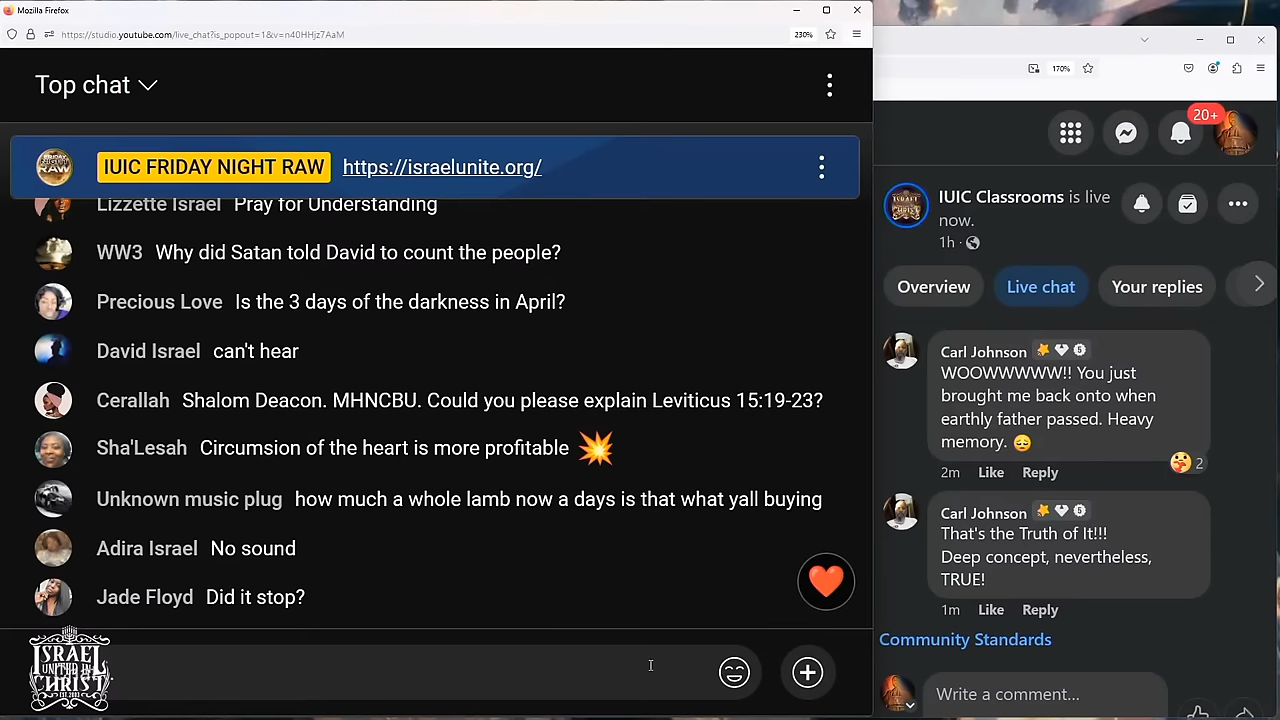 Mozilla Firefox
https://studio.youtube.com/live_chat?is_popout=1&v=n40HHjz7AaM
230%
Top chat
IUIC FRIDAY NIGHT RAW https://israelunite.org/
Lizzette Israel Pray for Understanding
WW3 Why did Satan told David to count the people?
Precious Love Is the 3 days of the darkness in April?
David Israel can't hear
Cerallah Shalom Deacon. MHNCBU. Could you please explain Leviticus 15:19-23?
Sha'Lesah Circumsion of the heart is more profitable 💥
Unknown music plug how much a whole lamb now a days is that what yall buying
Adira Israel No sound
Jade Floyd Did it stop?
ISRAEL
UNITED IN
CHRIST
EST. 2003
170%
20+
IUIC Classrooms is live
now.
1h ·
Overview
Live chat
Your replies
Carl Johnson
WOOWWWWW!! You just
brought me back onto when
earthly father passed. Heavy
memory. 😔
2m Like Reply
2
Carl Johnson
That's the Truth of It!!!
Deep concept, nevertheless,
TRUE!
1m Like Reply
Community Standards
Write a comment...